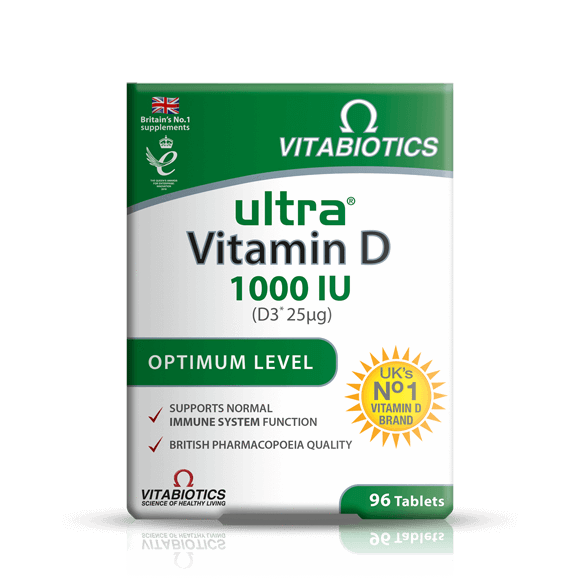 Britain's No.1
supplements
VITABIOTICS
ultra®
Vitamin D
1000 IU
(D3* 25µg)
OPTIMUM LEVEL
SUPPORTS NORMAL
IMMUNE SYSTEM FUNCTION
BRITISH PHARMACOPOEIA QUALITY
UK's
No1
VITAMIN D
BRAND
VITABIOTICS
SCIENCE OF HEALTHY LIVING
96 Tablets